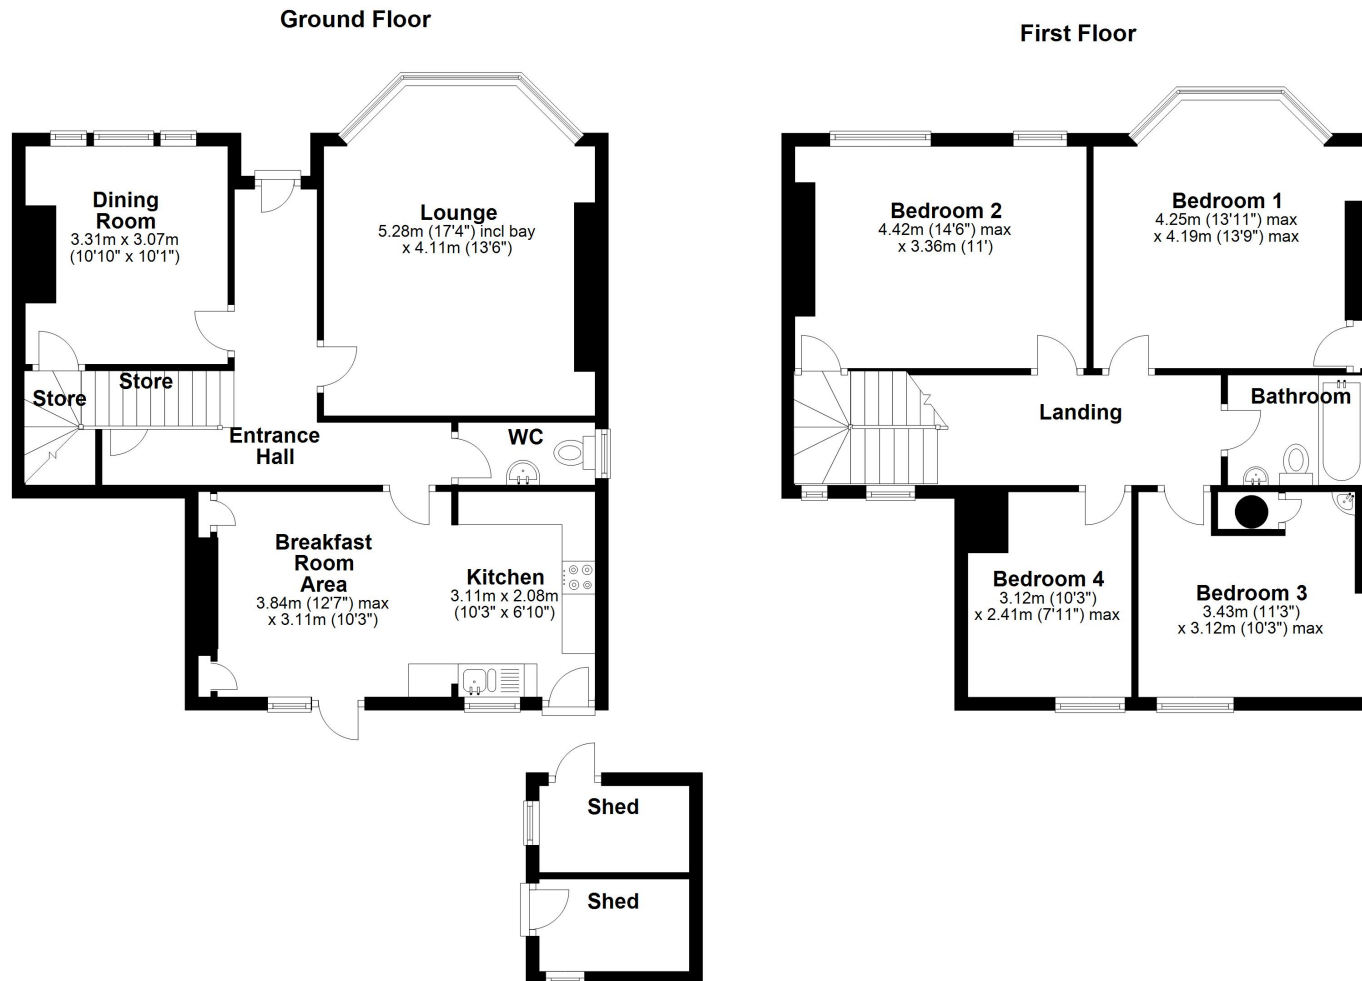 Ground Floor
Dining
Room
3.31m x 3.07m
(10'10" x 10'1")
Lounge
5.28m (17'4") incl bay
x 4.11m (13'6")
Store
Store
Entrance
Hall
WC
Breakfast
Room
Area
3.84m (12'7") max
x 3.11m (10'3")
Kitchen
3.11m x 2.08m
(10'3" x 6'10")
Shed
Shed
First Floor
Bedroom 2
4.42m (14'6") max
x 3.36m (11')
Bedroom 1
4.25m (13'11") max
x 4.19m (13'9") max
Landing
Bathroom
Bedroom 4
3.12m (10'3")
x 2.41m (7'11") max
Bedroom 3
3.43m (11'3")
x 3.12m (10'3") max